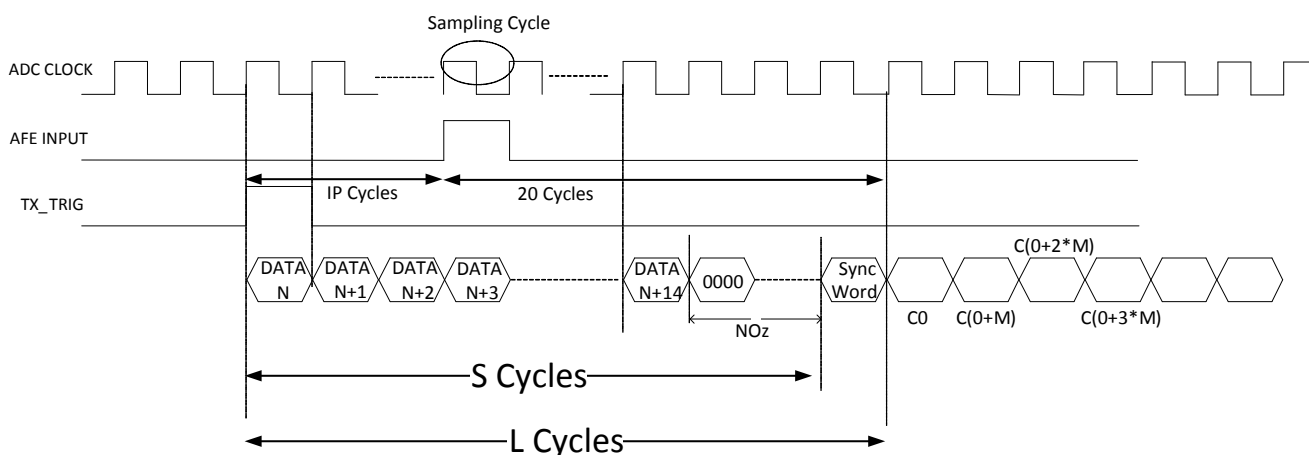 Sampling Cycle
ADC CLOCK
AFE INPUT
IP Cycles
20 Cycles
TX_TRIG
DATA
N
DATA
N+1
DATA
N+2
DATA
N+3
DATA
N+14
0000
Sync
Word
C(0+2*M)
C0
C(0+M)
C(0+3*M)
NOz
S Cycles
L Cycles